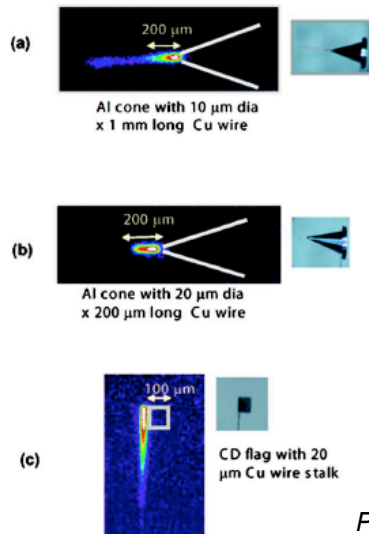 (a)
200 μm
Al cone with 10 μm dia
x 1 mm long Cu wire
(b)
200 μm
Al cone with 20 μm dia
x 200 μm long Cu wire
(c)
100 μm
CD flag with 20
μm Cu wire stalk